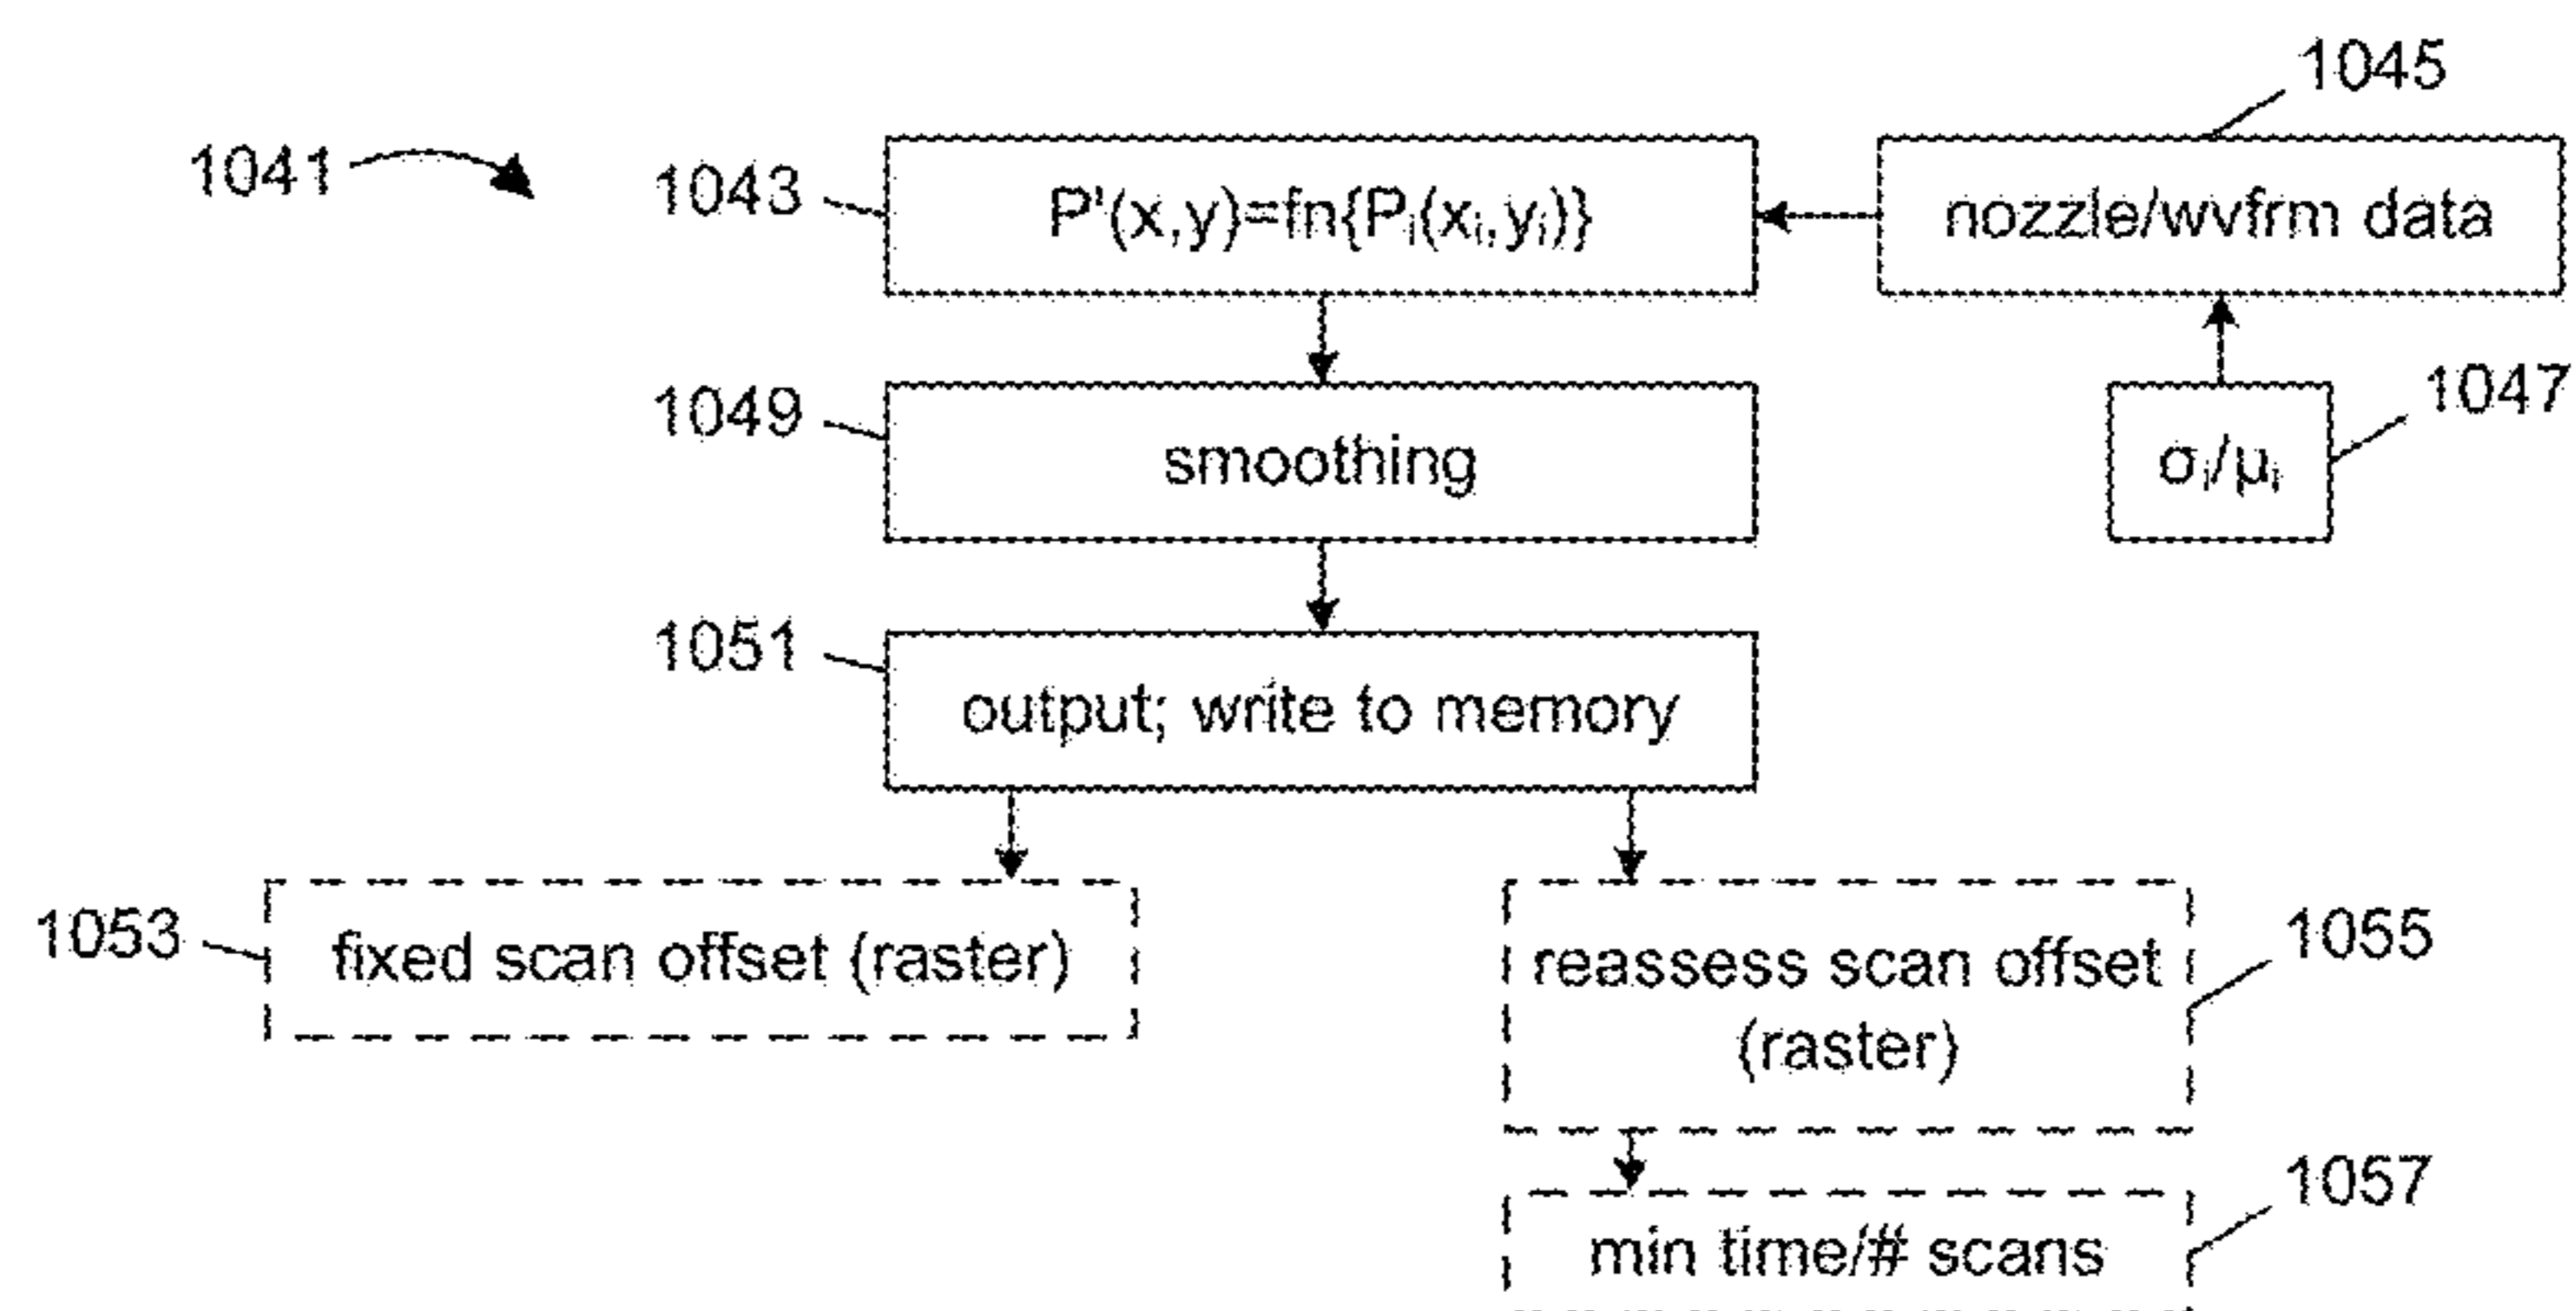 1045
1041
1043
P'(x,y)=fn{Pᵢ(xᵢ,yᵢ)}
nozzle/wvfrm data
1049
smoothing
1047
σᵢ/μᵢ
1051
output; write to memory
1053
fixed scan offset (raster)
reassess scan offset
(raster)
1055
min time/# scans
1057